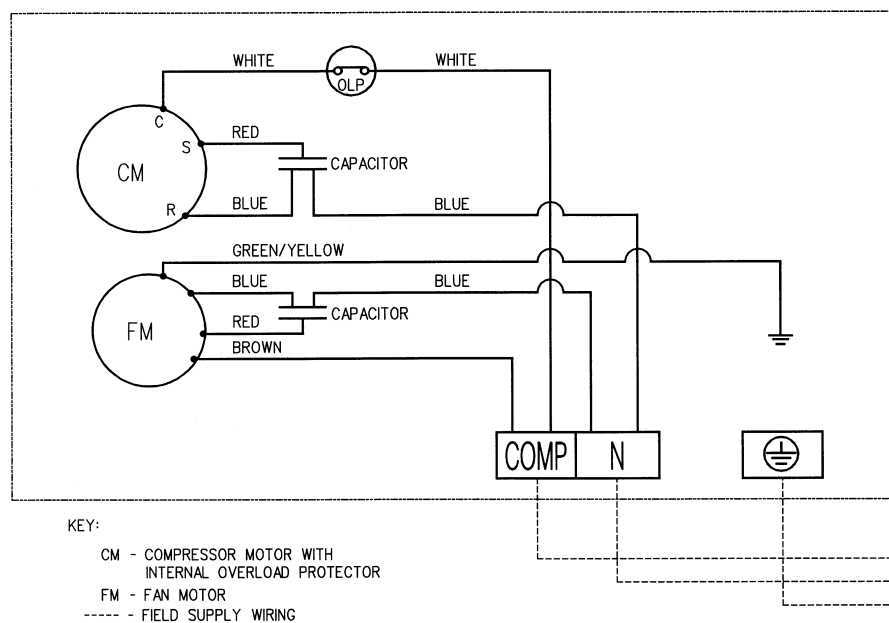 WHITE
WHITE
OLP
C
RED
S
CM
CAPACITOR
R
BLUE
BLUE
GREEN/YELLOW
BLUE
BLUE
FM
CAPACITOR
RED
BROWN
COMP
N
KEY:
CM - COMPRESSOR MOTOR WITH
INTERNAL OVERLOAD PROTECTOR
FM - FAN MOTOR
----- - FIELD SUPPLY WIRING